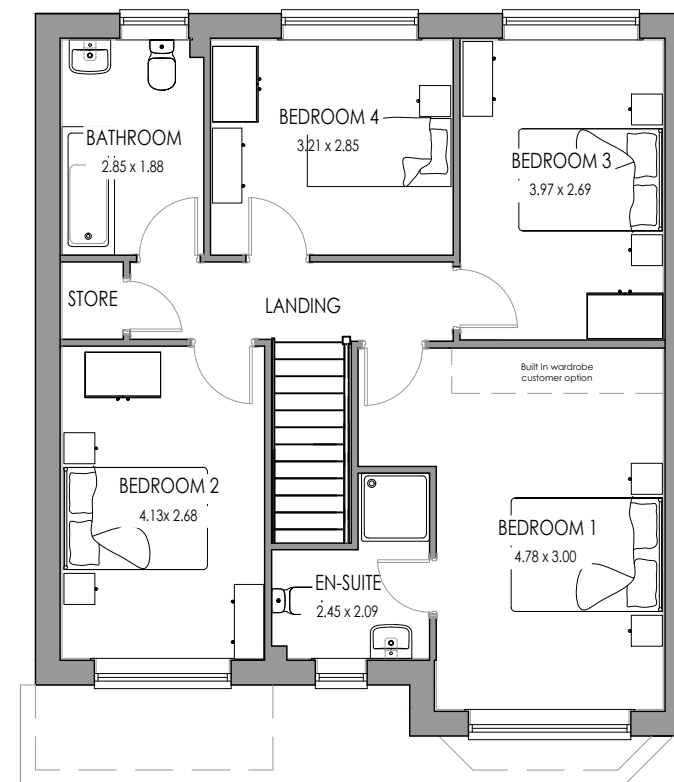 BATHROOM
2.85 x 1.88
BEDROOM 4
3.21 x 2.85
BEDROOM 3
3.97 x 2.69
STORE
LANDING
Built In wardrobe
customer option
BEDROOM 2
4.13x 2.68
BEDROOM 1
4.78 x 3.00
EN-SUITE
2.45 x 2.09